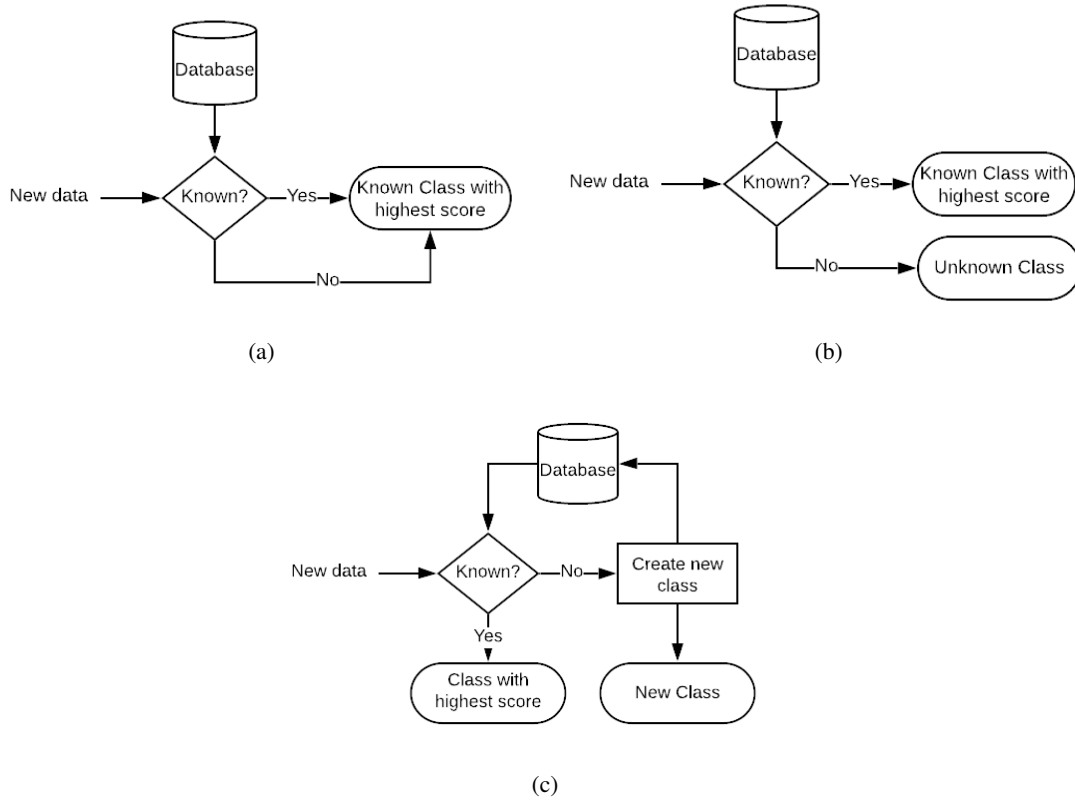 Database
New data
Known?
Yes
Known Class with
highest score
No
(a)
Database
New data
Known?
Yes
Known Class with
highest score
No
Unknown Class
(b)
Database
New data
Known?
No
Create new
class
Yes
Class with
highest score
New Class
(c)